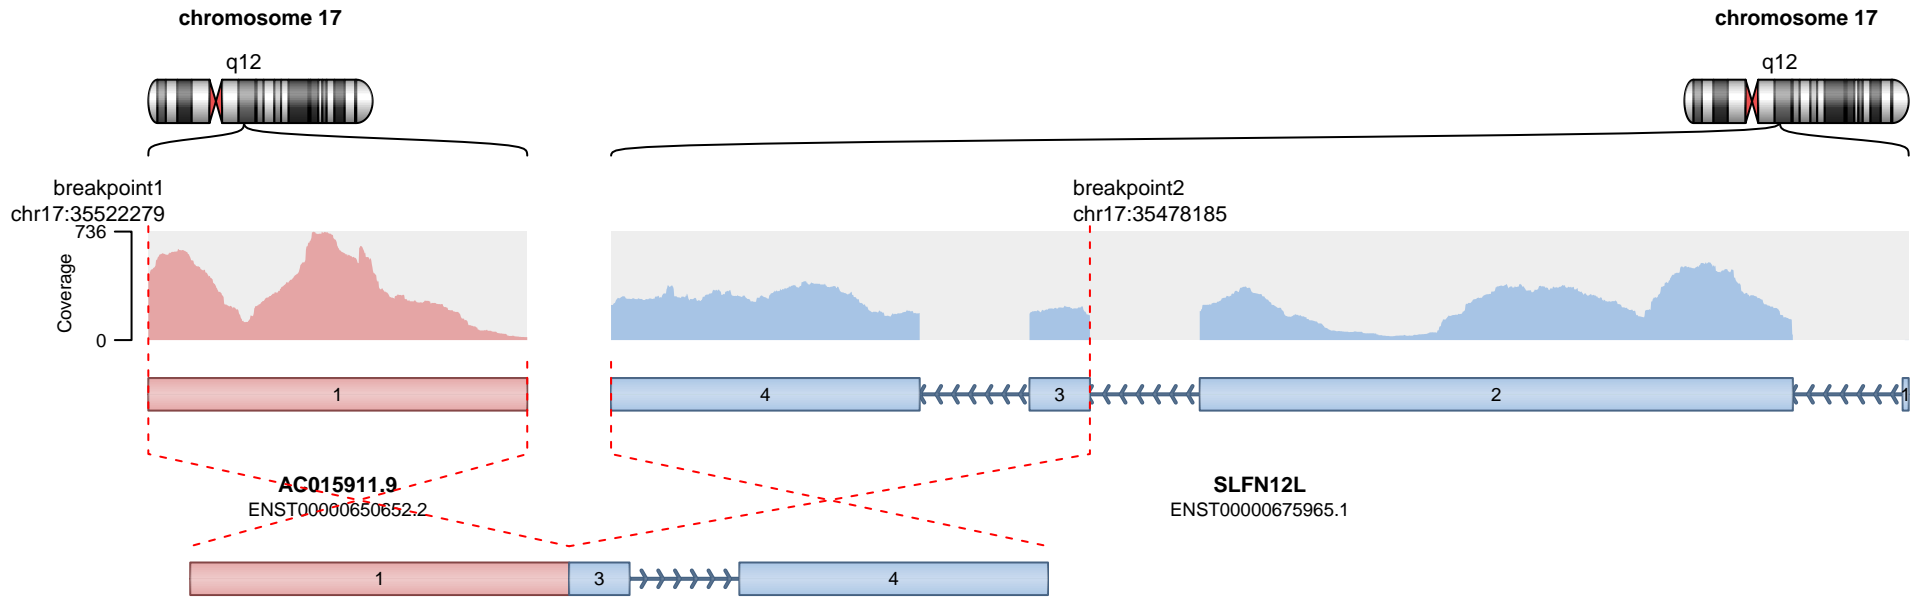 chromosome 17
chromosome 17
q12
q12
breakpoint1
chr17:35522279
breakpoint2
chr17:35478185
736
Coverage
0
1
4
3
2
1
AC015911.9
ENST00000650652.2
SLFN12L
ENST00000675965.1
1
3
4